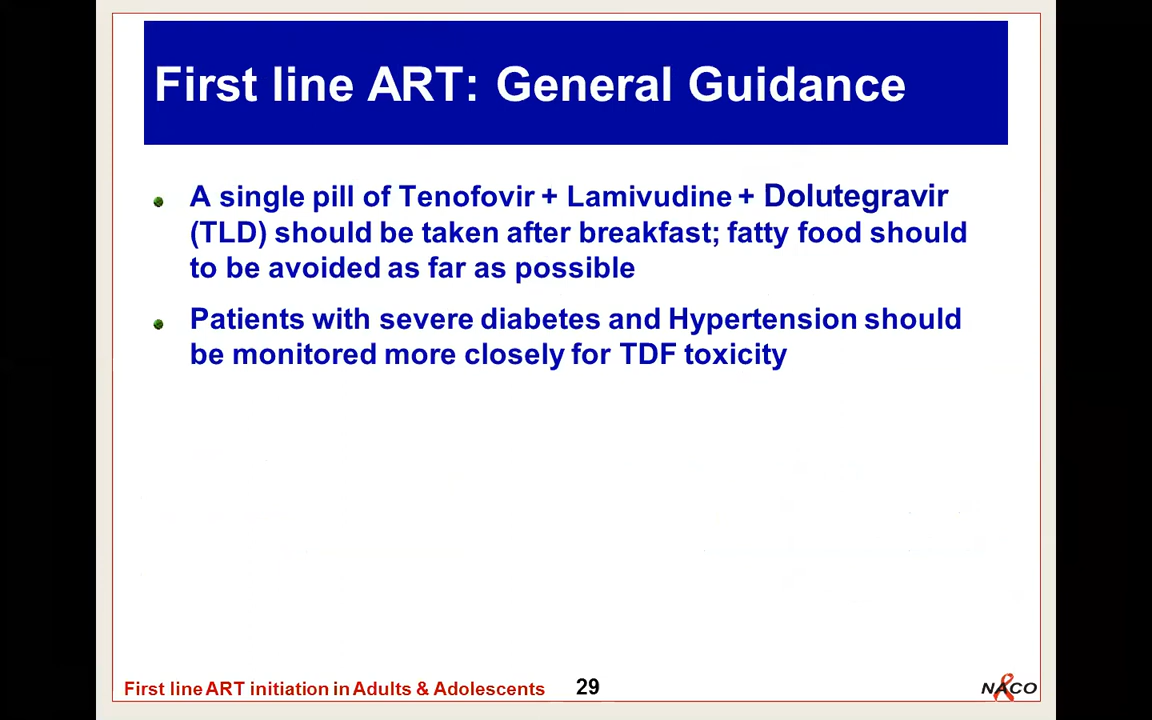 First line ART: General Guidance
A single pill of Tenofovir + Lamivudine + Dolutegravir
(TLD) should be taken after breakfast; fatty food should
to be avoided as far as possible
Patients with severe diabetes and Hypertension should
be monitored more closely for TDF toxicity
First line ART initiation in Adults & Adolescents 29
NACO